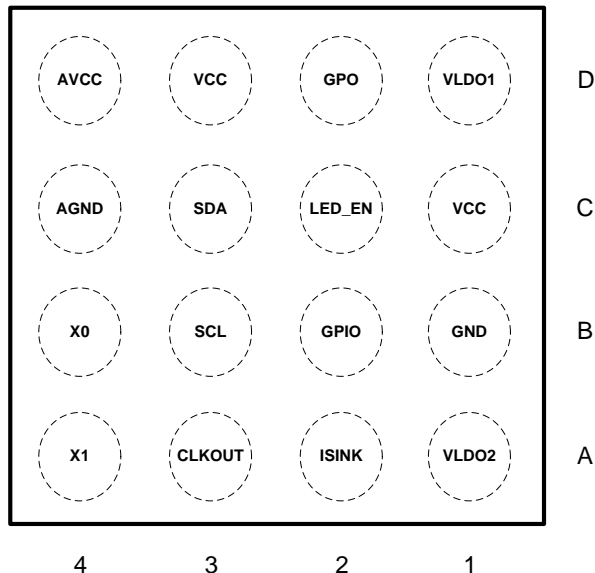 AVCC VCC GPO VLDO1 D
AGND SDA LED_EN VCC C
X0 SCL GPIO GND B
X1 CLKOUT ISINK VLDO2 A
4 3 2 1